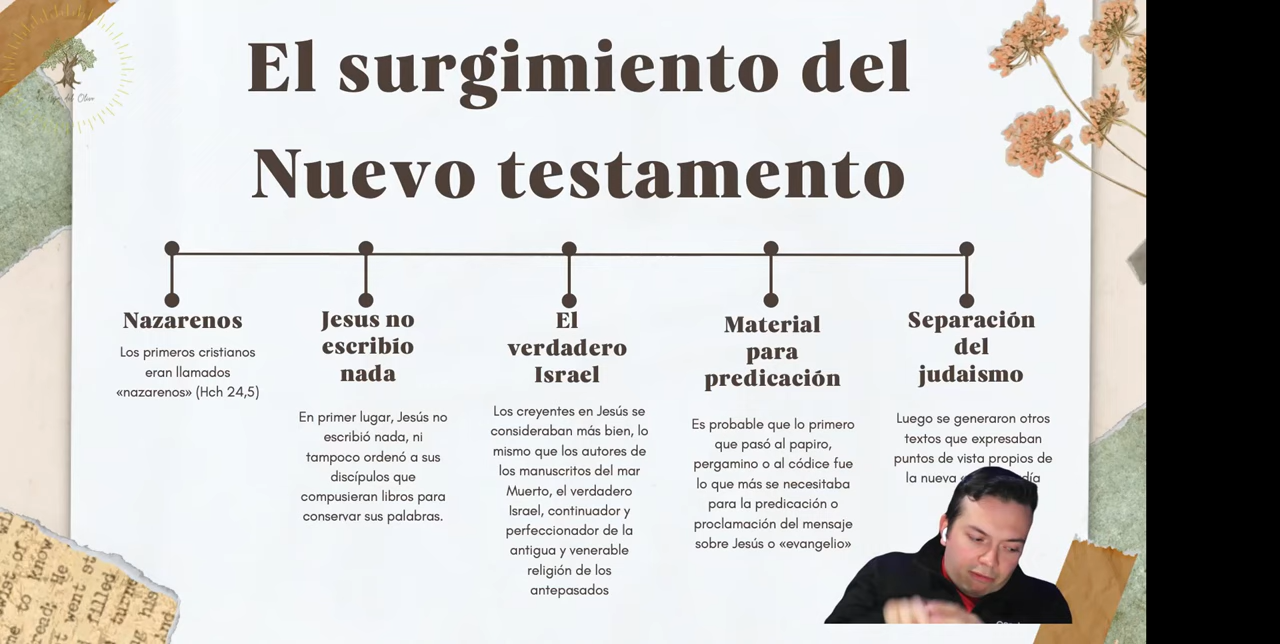 El surgimiento del
Nuevo testamento
Nazarenos
Los primeros cristianos
eran llamados
«nazarenos» (Hch 24,5)
Jesus no
escribío
nada
En primer lugar, Jesús no
escribió nada, ni
tampoco ordenó a sus
discípulos que
compusieran libros para
conservar sus palabras.
El
verdadero
Israel
Los creyentes en Jesús se
consideraban más bien, lo
mismo que los autores de
los manuscritos del mar
Muerto, el verdadero
Israel, continuador y
perfeccionador de la
antigua y venerable
religión de los
antepasados
Material
para
predicación
Es probable que lo primero
que pasó al papiro,
pergamino o al códice fue
lo que más se necesitaba
para la predicación o
proclamación del mensaje
sobre Jesús o «evangelio»
Separación
del
judaismo
Luego se generaron otros
textos que expresaban
puntos de vista propios de
la nueva
del Olivo
know
went
filled